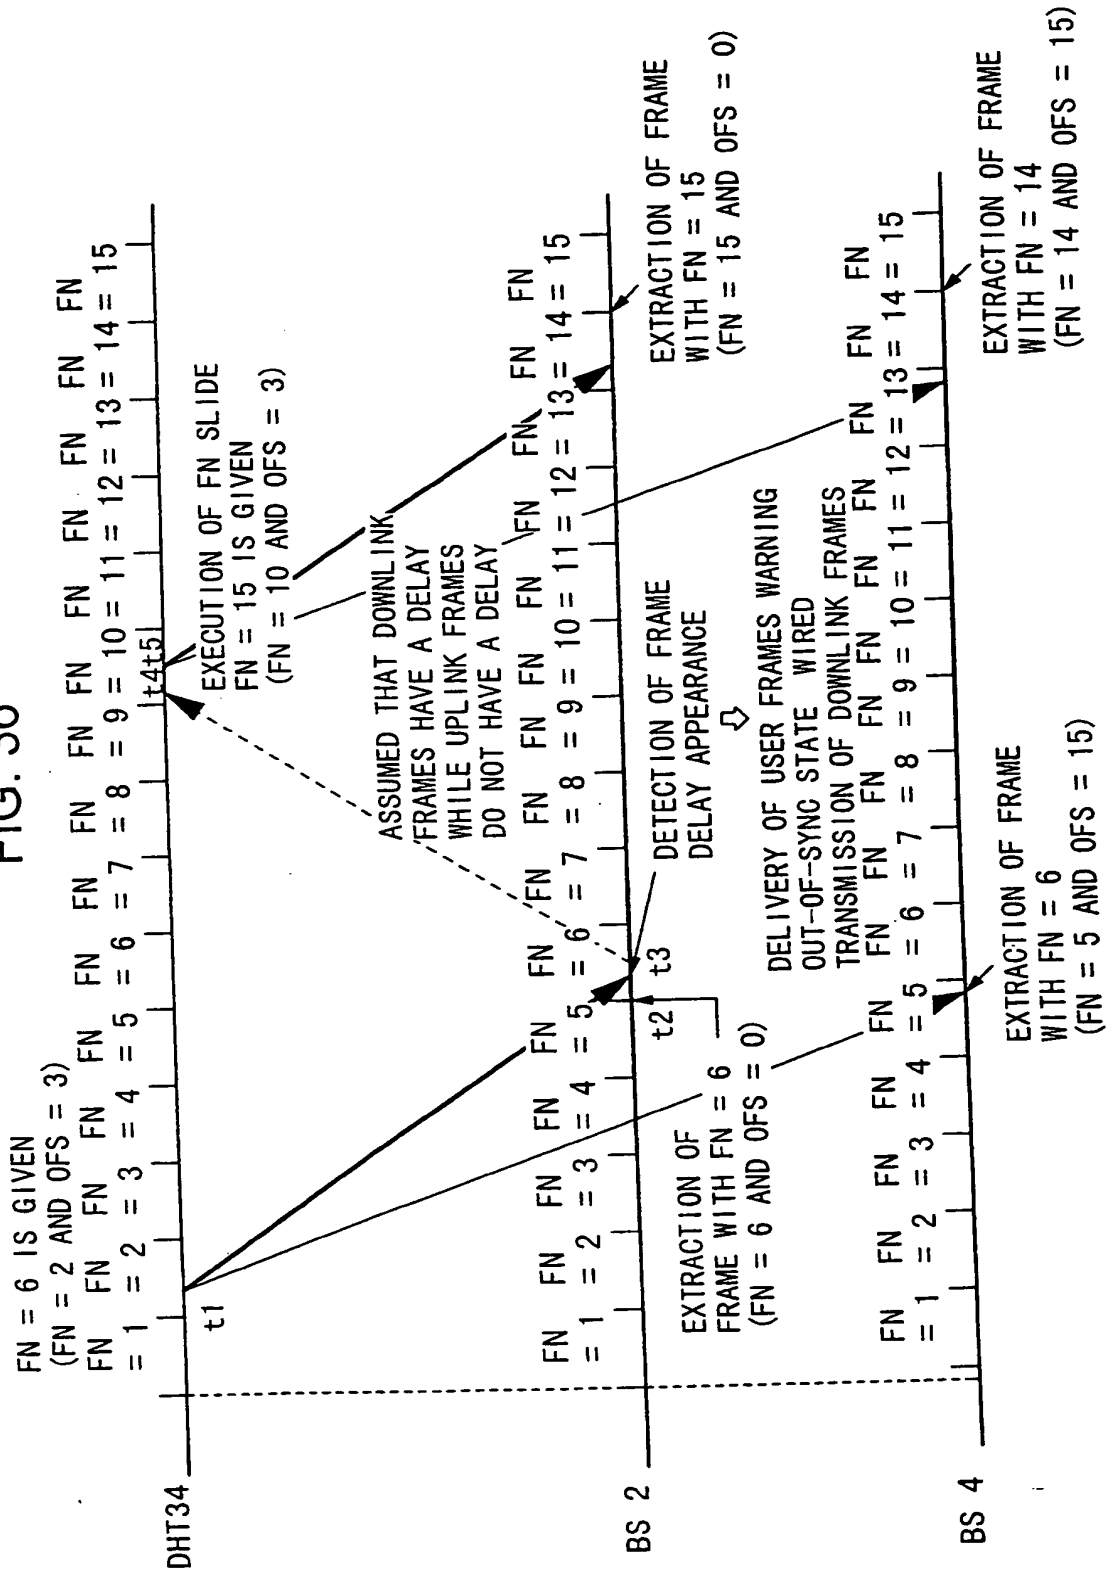 FIG. 36
FN = 6 IS GIVEN
(FN = 2 AND OFS = 3)
FN FN FN FN FN FN FN FN FN FN FN FN FN FN FN
= 1 = 2 = 3 = 4 = 5 = 6 = 7 = 8 = 9 = 10 = 11 = 12 = 13 = 14 = 15
DHT34
t1
t4 t5
EXECUTION OF FN SLIDE
FN = 15 IS GIVEN
(FN = 10 AND OFS = 3)
ASSUMED THAT DOWNLINK
FRAMES HAVE A DELAY
WHILE UPLINK FRAMES
DO NOT HAVE A DELAY
FN FN FN FN FN FN FN FN FN FN FN FN FN FN
= 1 = 2 = 3 = 4 = 5 = 6 = 7 = 8 = 9 = 10 = 11 = 12 = 13 = 14 = 15
BS 2
t2
t3
EXTRACTION OF
FRAME WITH FN = 6
(FN = 6 AND OFS = 0)
DETECTION OF FRAME
DELAY APPEARANCE
DELIVERY OF USER FRAMES WARNING
OUT-OF-SYNC STATE WIRED
TRANSMISSION OF DOWNLINK FRAMES
EXTRACTION OF FRAME
WITH FN = 15
(FN = 15 AND OFS = 0)
FN FN FN FN FN FN FN FN FN FN FN FN FN FN
= 1 = 2 = 3 = 4 = 5 = 6 = 7 = 8 = 9 = 10 = 11 = 12 = 13 = 14 = 15
BS 4
EXTRACTION OF FRAME
WITH FN = 6
(FN = 5 AND OFS = 15)
EXTRACTION OF FRAME
WITH FN = 14
(FN = 14 AND OFS = 15)